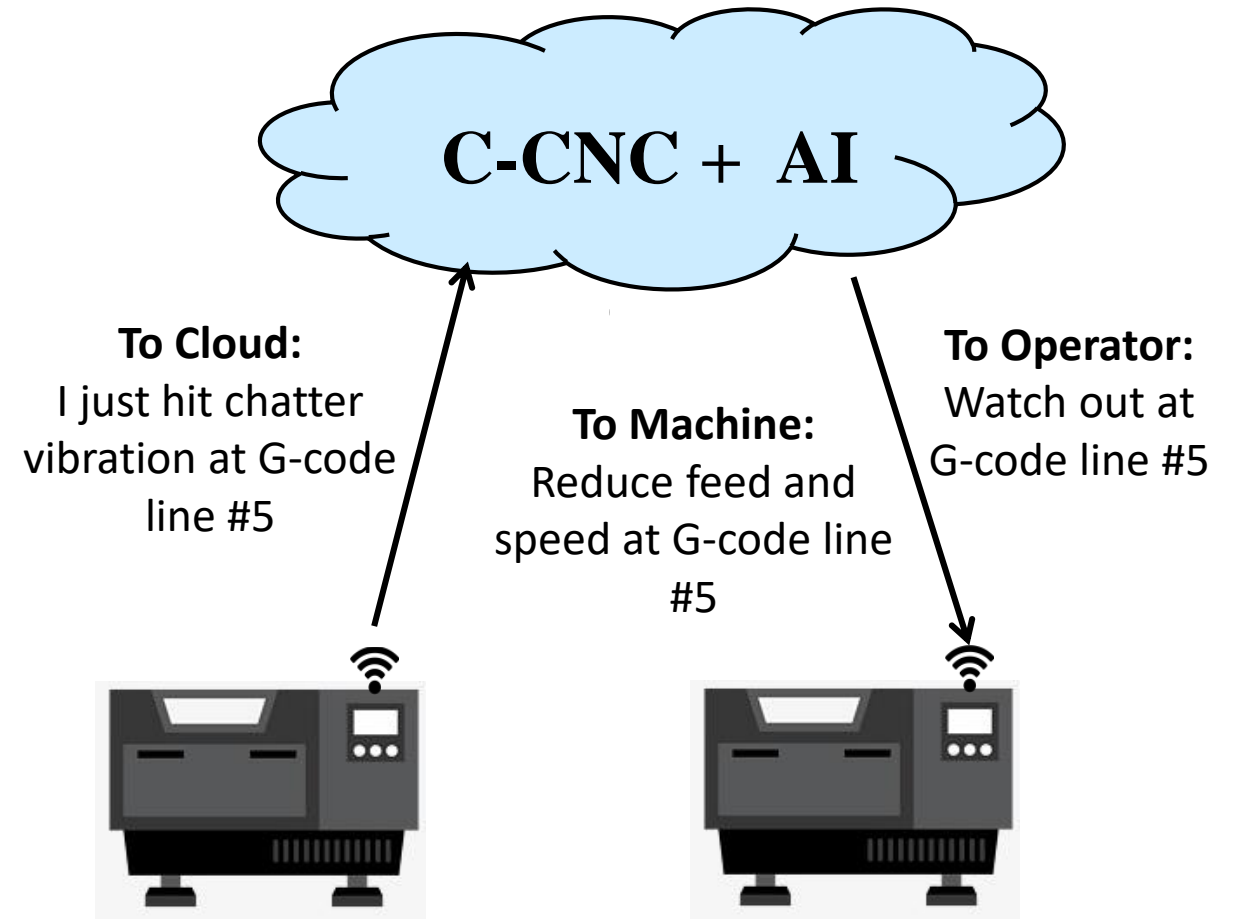 C-CNC + AI
To Cloud:
I just hit chatter
vibration at G-code
line #5
To Machine:
Reduce feed and
speed at G-code line
#5
To Operator:
Watch out at
G-code line #5